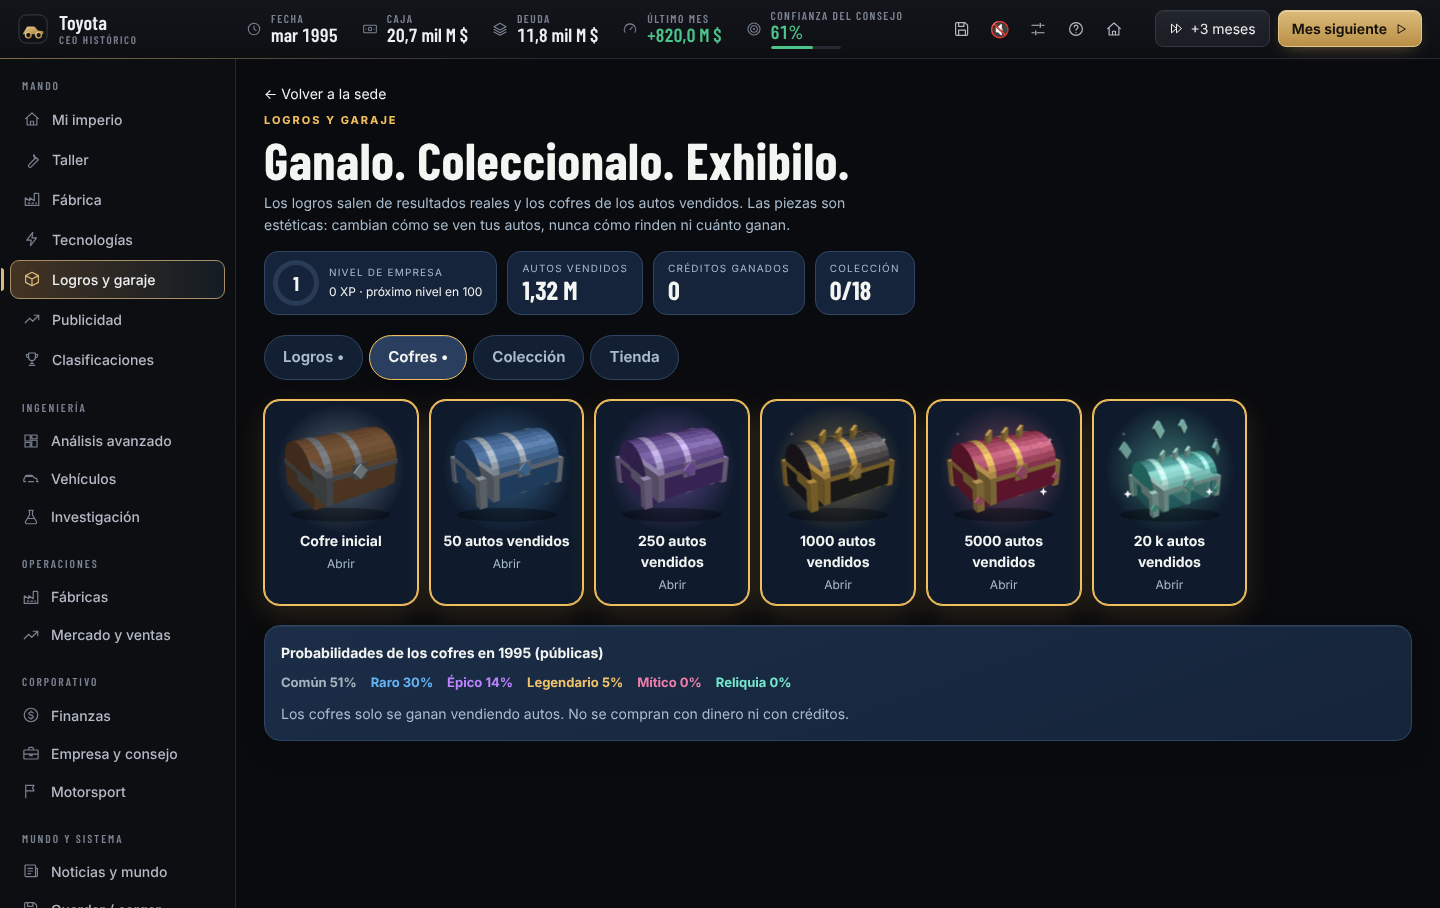 Toyota
CEO HISTÓRICO
FECHA
mar 1995
CAJA
20,7 mil M $
DEUDA
11,8 mil M $
ÚLTIMO MES
+820,0 M $
CONFIANZA DEL CONSEJO
61%
+3 meses
Mes siguiente
MANDO
Mi imperio
Taller
Fábrica
Tecnologías
Logros y garaje
Publicidad
Clasificaciones
INGENIERÍA
Análisis avanzado
Vehículos
Investigación
OPERACIONES
Fábricas
Mercado y ventas
CORPORATIVO
Finanzas
Empresa y consejo
Motorsport
MUNDO Y SISTEMA
Noticias y mundo
← Volver a la sede
LOGROS Y GARAJE
Ganalo. Coleccionalo. Exhibilo.
Los logros salen de resultados reales y los cofres de los autos vendidos. Las piezas son
estéticas: cambian cómo se ven tus autos, nunca cómo rinden ni cuánto ganan.
1
NIVEL DE EMPRESA
0 XP · próximo nivel en 100
AUTOS VENDIDOS
1,32 M
CRÉDITOS GANADOS
0
COLECCIÓN
0/18
Logros •
Cofres •
Colección
Tienda
Cofre inicial
Abrir
50 autos vendidos
Abrir
250 autos
vendidos
Abrir
1000 autos
vendidos
Abrir
5000 autos
vendidos
Abrir
20 k autos
vendidos
Abrir
Probabilidades de los cofres en 1995 (públicas)
Común 51% Raro 30% Épico 14% Legendario 5% Mítico 0% Reliquia 0%
Los cofres solo se ganan vendiendo autos. No se compran con dinero ni con créditos.